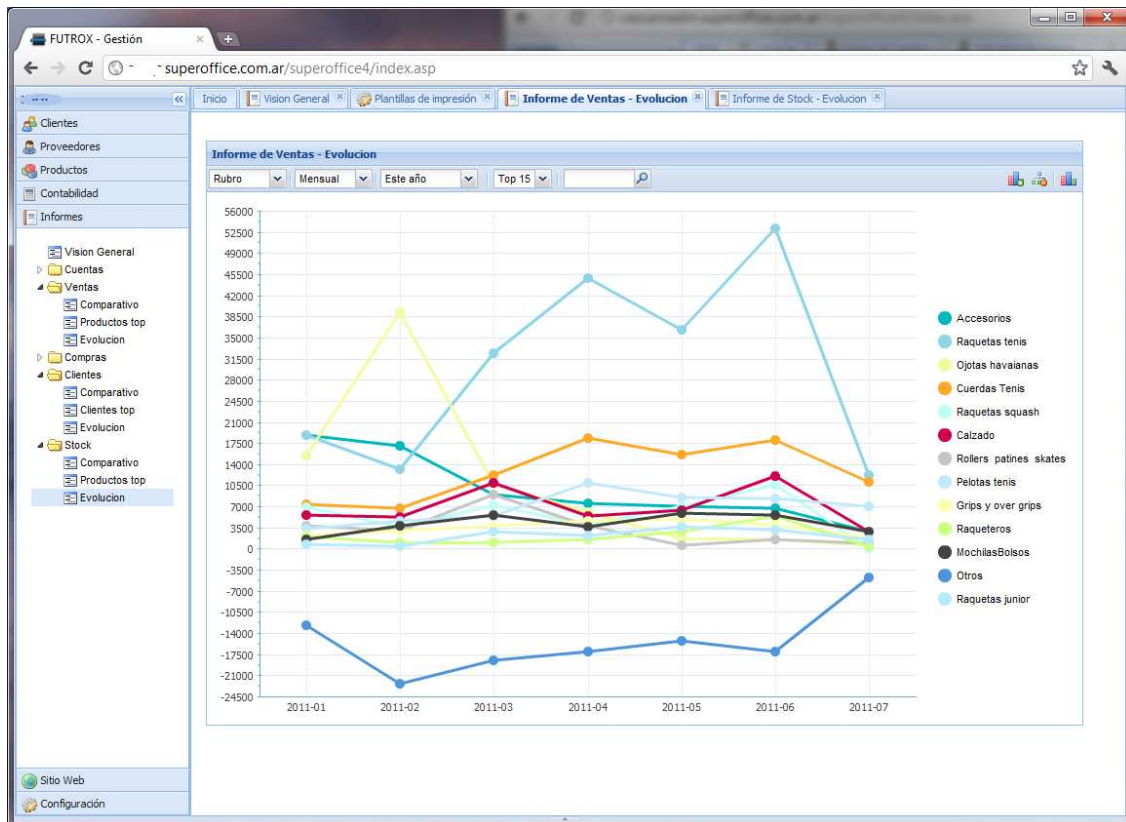 FUTROX - Gestión
superoffice.com.ar/superoffice4/index.asp
Inicio
Vision General
Plantillas de impresión
Informe de Ventas - Evolucion
Informe de Stock - Evolucion
Clientes
Proveedores
Productos
Contabilidad
Informes
Vision General
Cuentas
Ventas
Comparativo
Productos top
Evolucion
Compras
Clientes
Comparativo
Clientes top
Evolucion
Stock
Comparativo
Productos top
Evolucion
Sitio Web
Configuración
Informe de Ventas - Evolucion
Rubro Mensual Este año Top 15
56000
52500
49000
45500
42000
38500
35000
31500
28000
24500
21000
17500
14000
10500
7000
3500
0
-3500
-7000
-10500
-14000
-17500
-21000
-24500
2011-01 2011-02 2011-03 2011-04 2011-05 2011-06 2011-07
Accesorios
Raquetas tenis
Ojotas havaianas
Cuerdas Tenis
Raquetas squash
Calzado
Rollers patines skates
Pelotas tenis
Grips y over grips
Raqueteros
MochilasBolsos
Otros
Raquetas junior